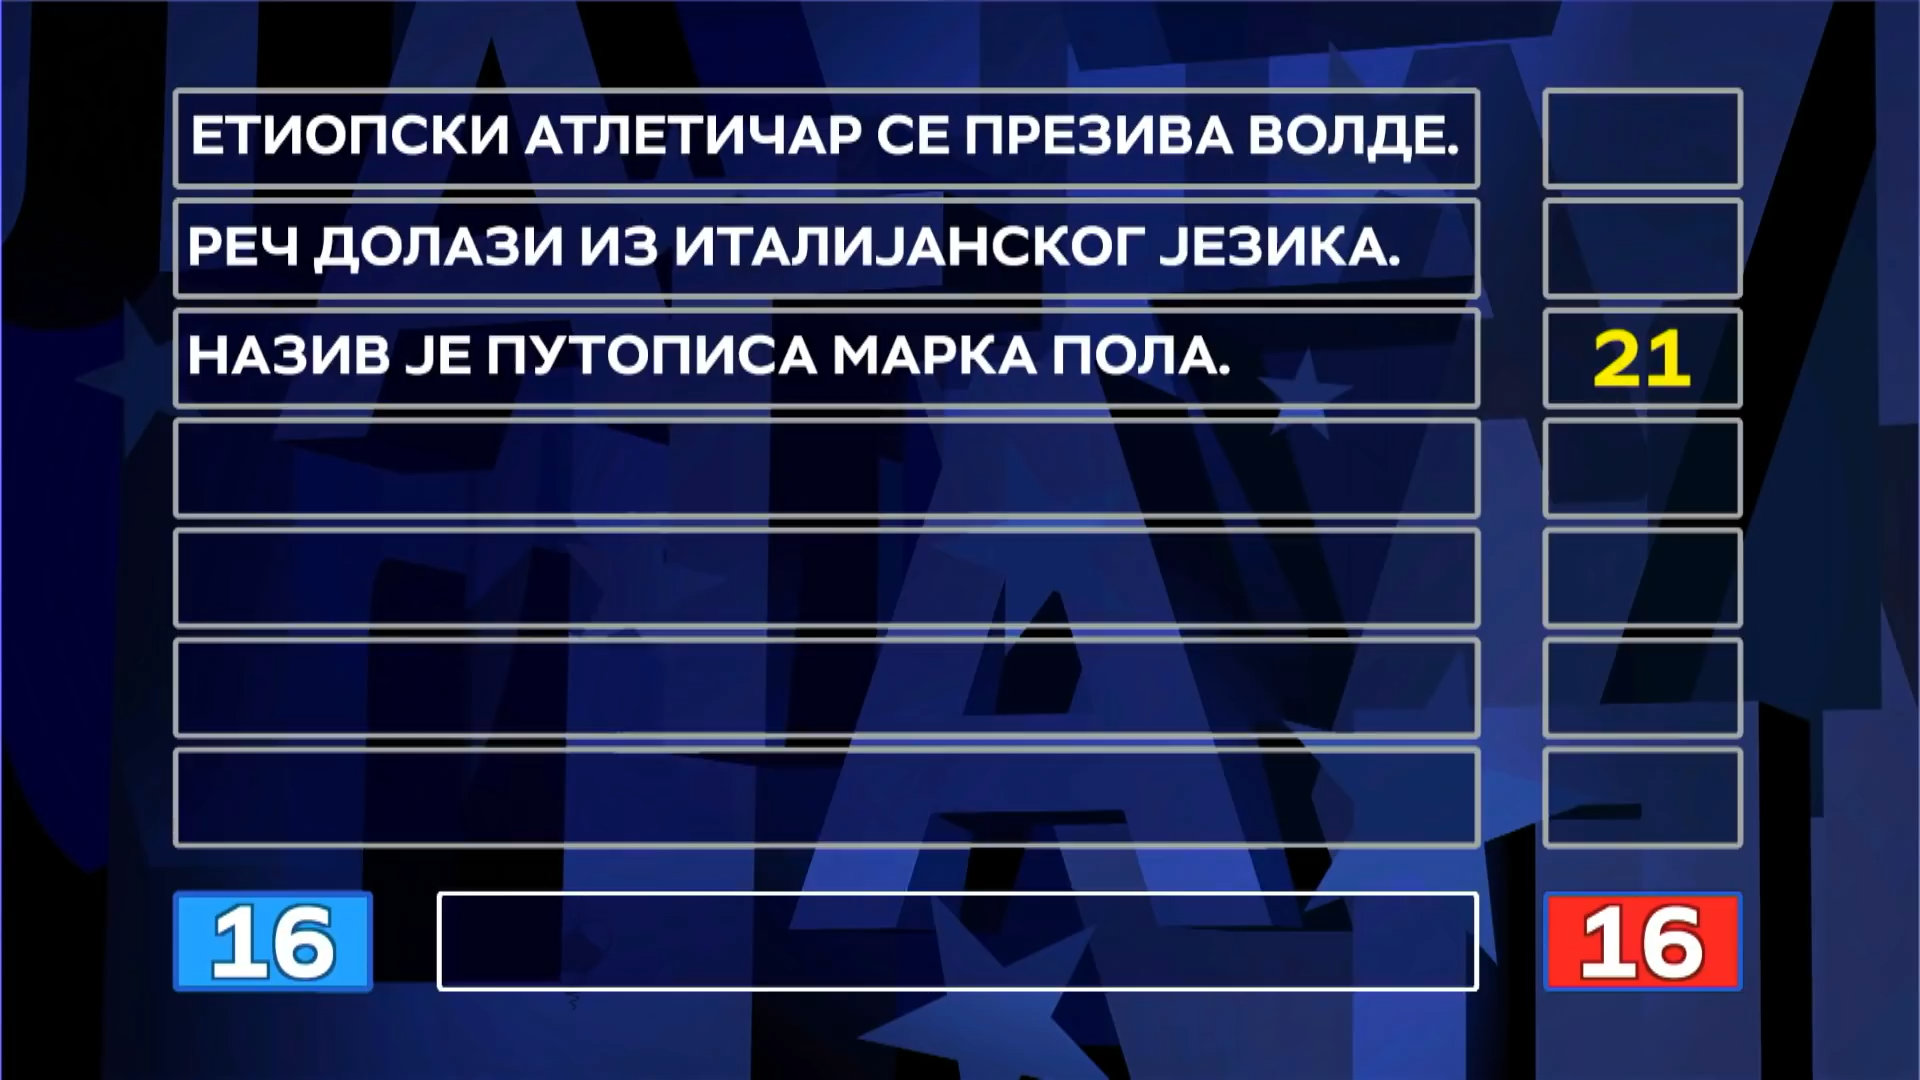 ЕТИОПСКИ АТЛЕТИЧАР СЕ ПРЕЗИВА ВОЛДЕ.
РЕЧ ДОЛАЗИ ИЗ ИТАЛИЈАНСКОГ ЈЕЗИКА.
НАЗИВ ЈЕ ПУТОПИСА МАРКА ПОЛА. 21
16 16